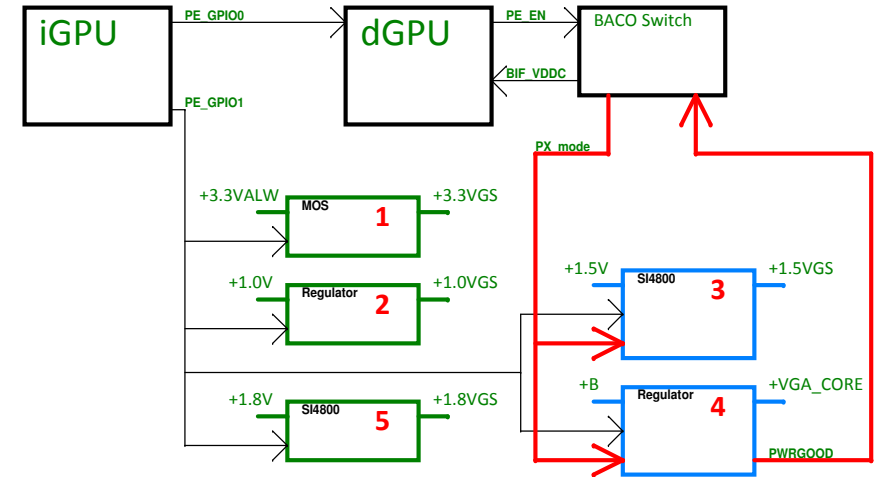 iGPU
PE_GPIO0
dGPU
PE_EN
BACO Switch
BIF_VDDC
PE_GPIO1
PX_mode
+3.3VALW
MOS
1
+3.3VGS
+1.0V
Regulator
2
+1.0VGS
+1.5V
SI4800
3
+1.5VGS
+1.8V
SI4800
5
+1.8VGS
+B
Regulator
4
+VGA_CORE
PWRGOOD